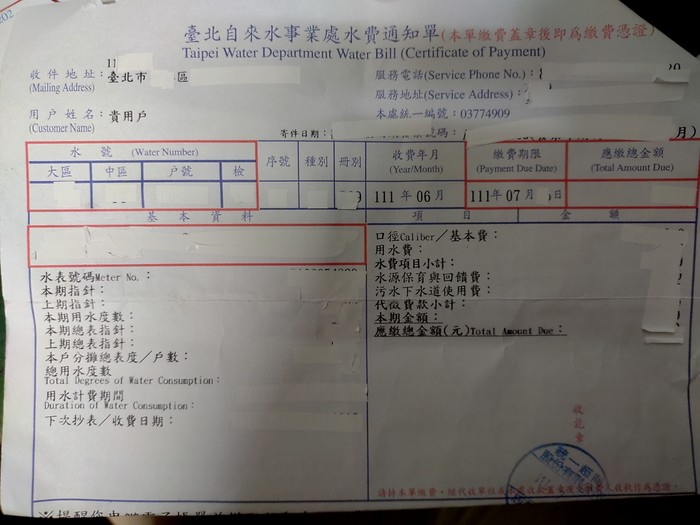 臺北自來水事業處水費通知單(本單繳費蓋章後即為繳費憑證)
Taipei Water Department Water Bill (Certificate of Payment)
收件地址:
(Mailing Address)
11
臺北市 區
服務電話(Service Phone No.):
服務地址(Service Address):
本處統一編號:03774909
用戶姓名:貴用戶
(Customer Name)
寄件日期:
月)
水 號 (Water Number)
大區 中區 戶號 檢
序號 種別 冊別
收費年月
(Year/Month)
繳費期限
(Payment Due Date)
應繳總金額
(Total Amount Due)
111 年 06 月
111年 07 月 日
基 本 資 料
項 目 金 額
水表號碼Meter No.:
本期指針:
上期指針:
本期用水度數:
本期總表指針:
上期總表指針:
本戶分攤總表度/戶數:
總用水度數
Total Degrees of Water Consumption:
用水計費期間
Duration of Water Consumption:
下次抄表/收費日期:
口徑Caliber/基本費:
用水費:
水費項目小計:
水源保育與回饋費:
污水下水道使用費:
代徵費款小計:
本期金額:
應繳總金額(元)Total Amount Due:
收訖章
統一超